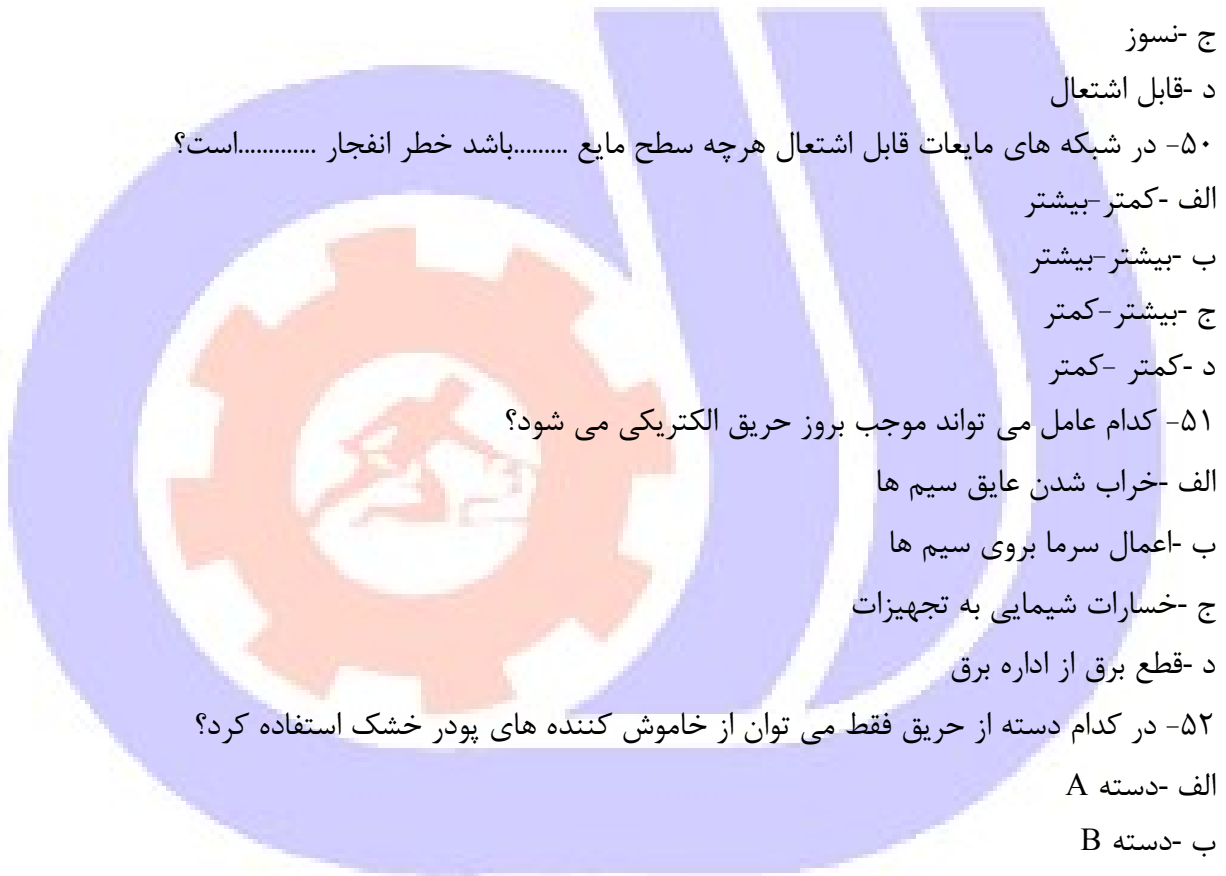 ج -نسوز
د -قابل اشتعال
۵۰- در شبکه های مایعات قابل اشتعال هرچه سطح مایع .........باشد خطر انفجار .............است؟
الف -کمتر-بیشتر
ب -بیشتر-بیشتر
ج -بیشتر-کمتر
د -کمتر -کمتر
۵۱- کدام عامل می تواند موجب بروز حریق الکتریکی می شود؟
الف -خراب شدن عایق سیم ها
ب -اعمال سرما بروی سیم ها
ج -خسارات شیمایی به تجهیزات
د -قطع برق از اداره برق
۵۲- در کدام دسته از حریق فقط می توان از خاموش کننده های پودر خشک استفاده کرد؟
الف -دسته A
ب -دسته B